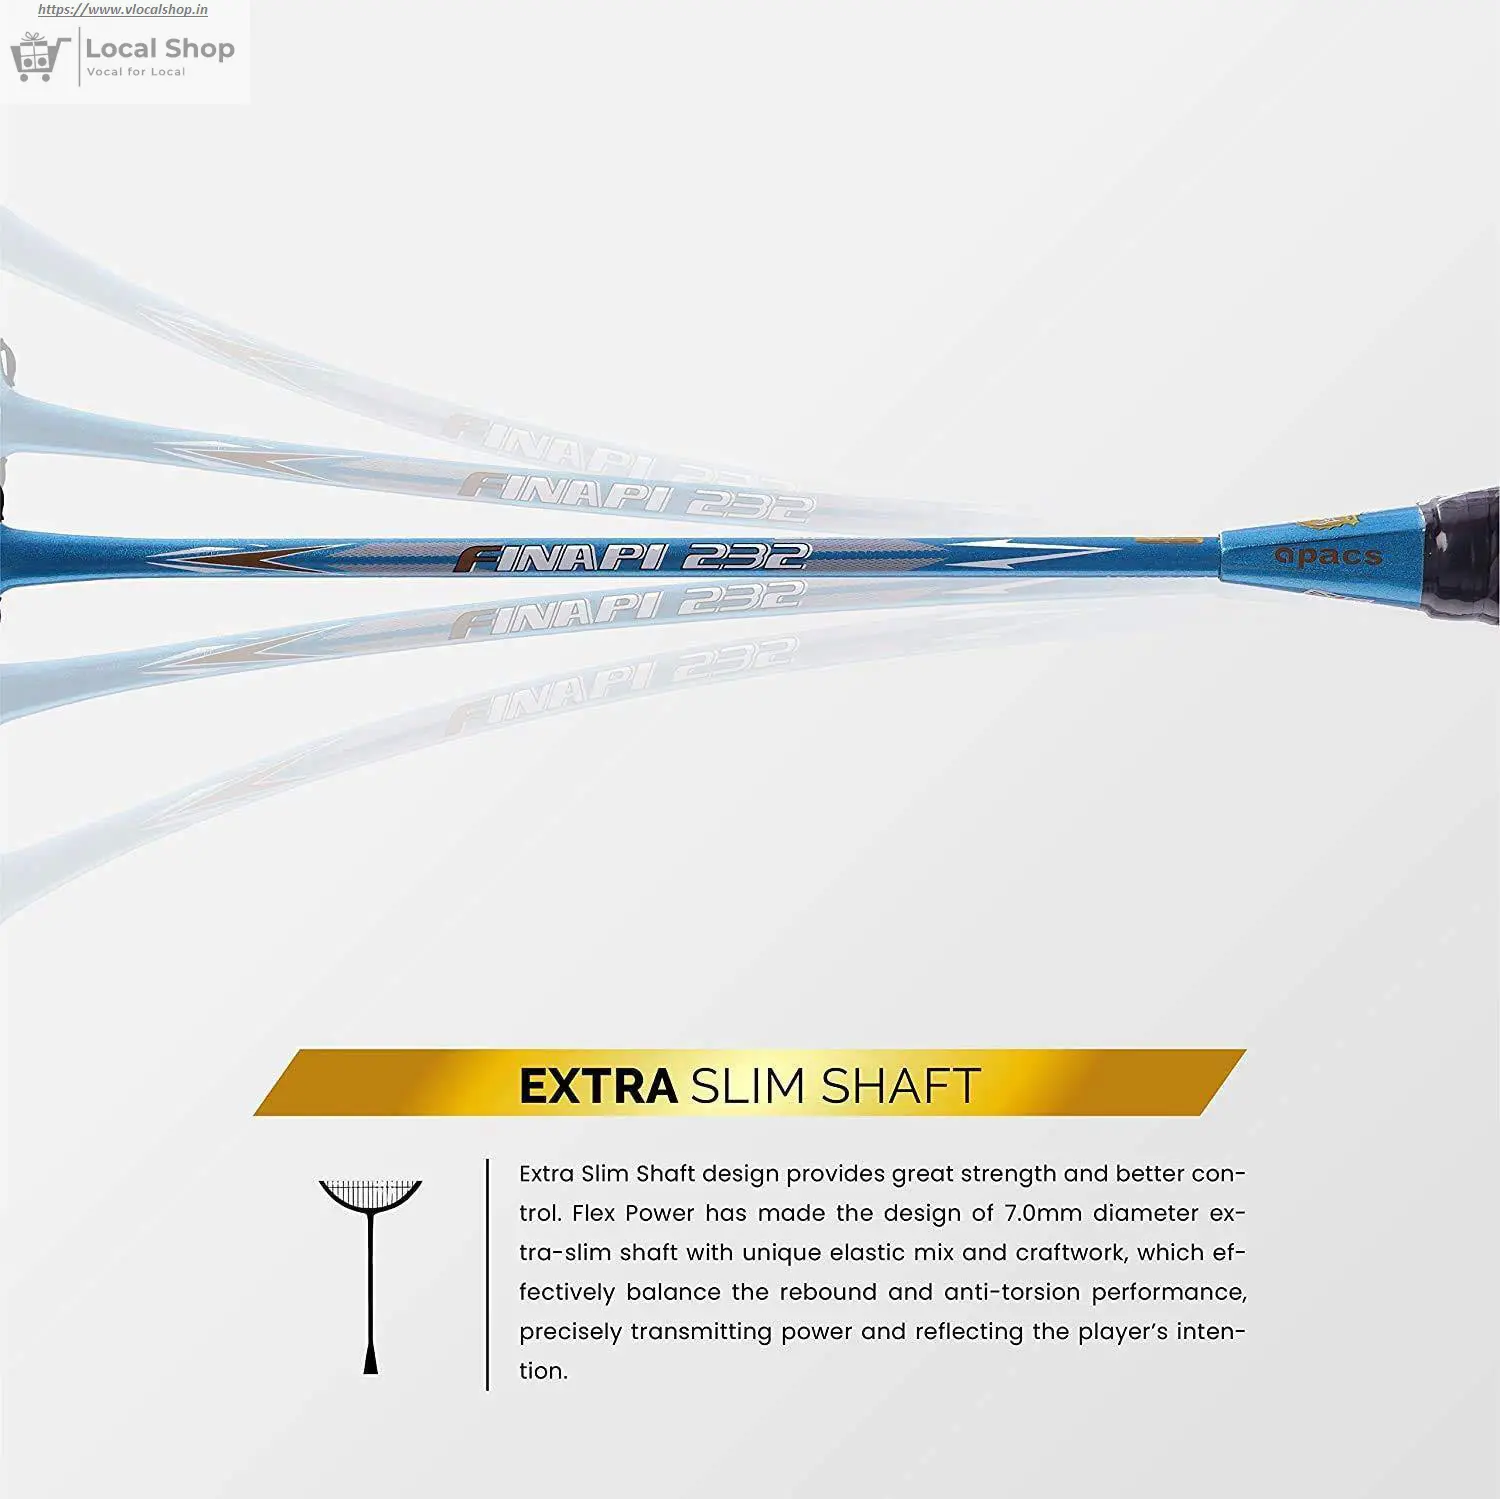 https://www.vlocalshop.in
Local Shop
Vocal for Local
FINAPI 232
FINAPI 232
FINAPI 232
apacs
FINAPI 232
FINAPI 232
EXTRA SLIM SHAFT
Extra Slim Shaft design provides great strength and better con-
trol. Flex Power has made the design of 7.0mm diameter ex-
tra-slim shaft with unique elastic mix and craftwork, which ef-
fectively balance the rebound and anti-torsion performance,
precisely transmitting power and reflecting the player's inten-
tion.